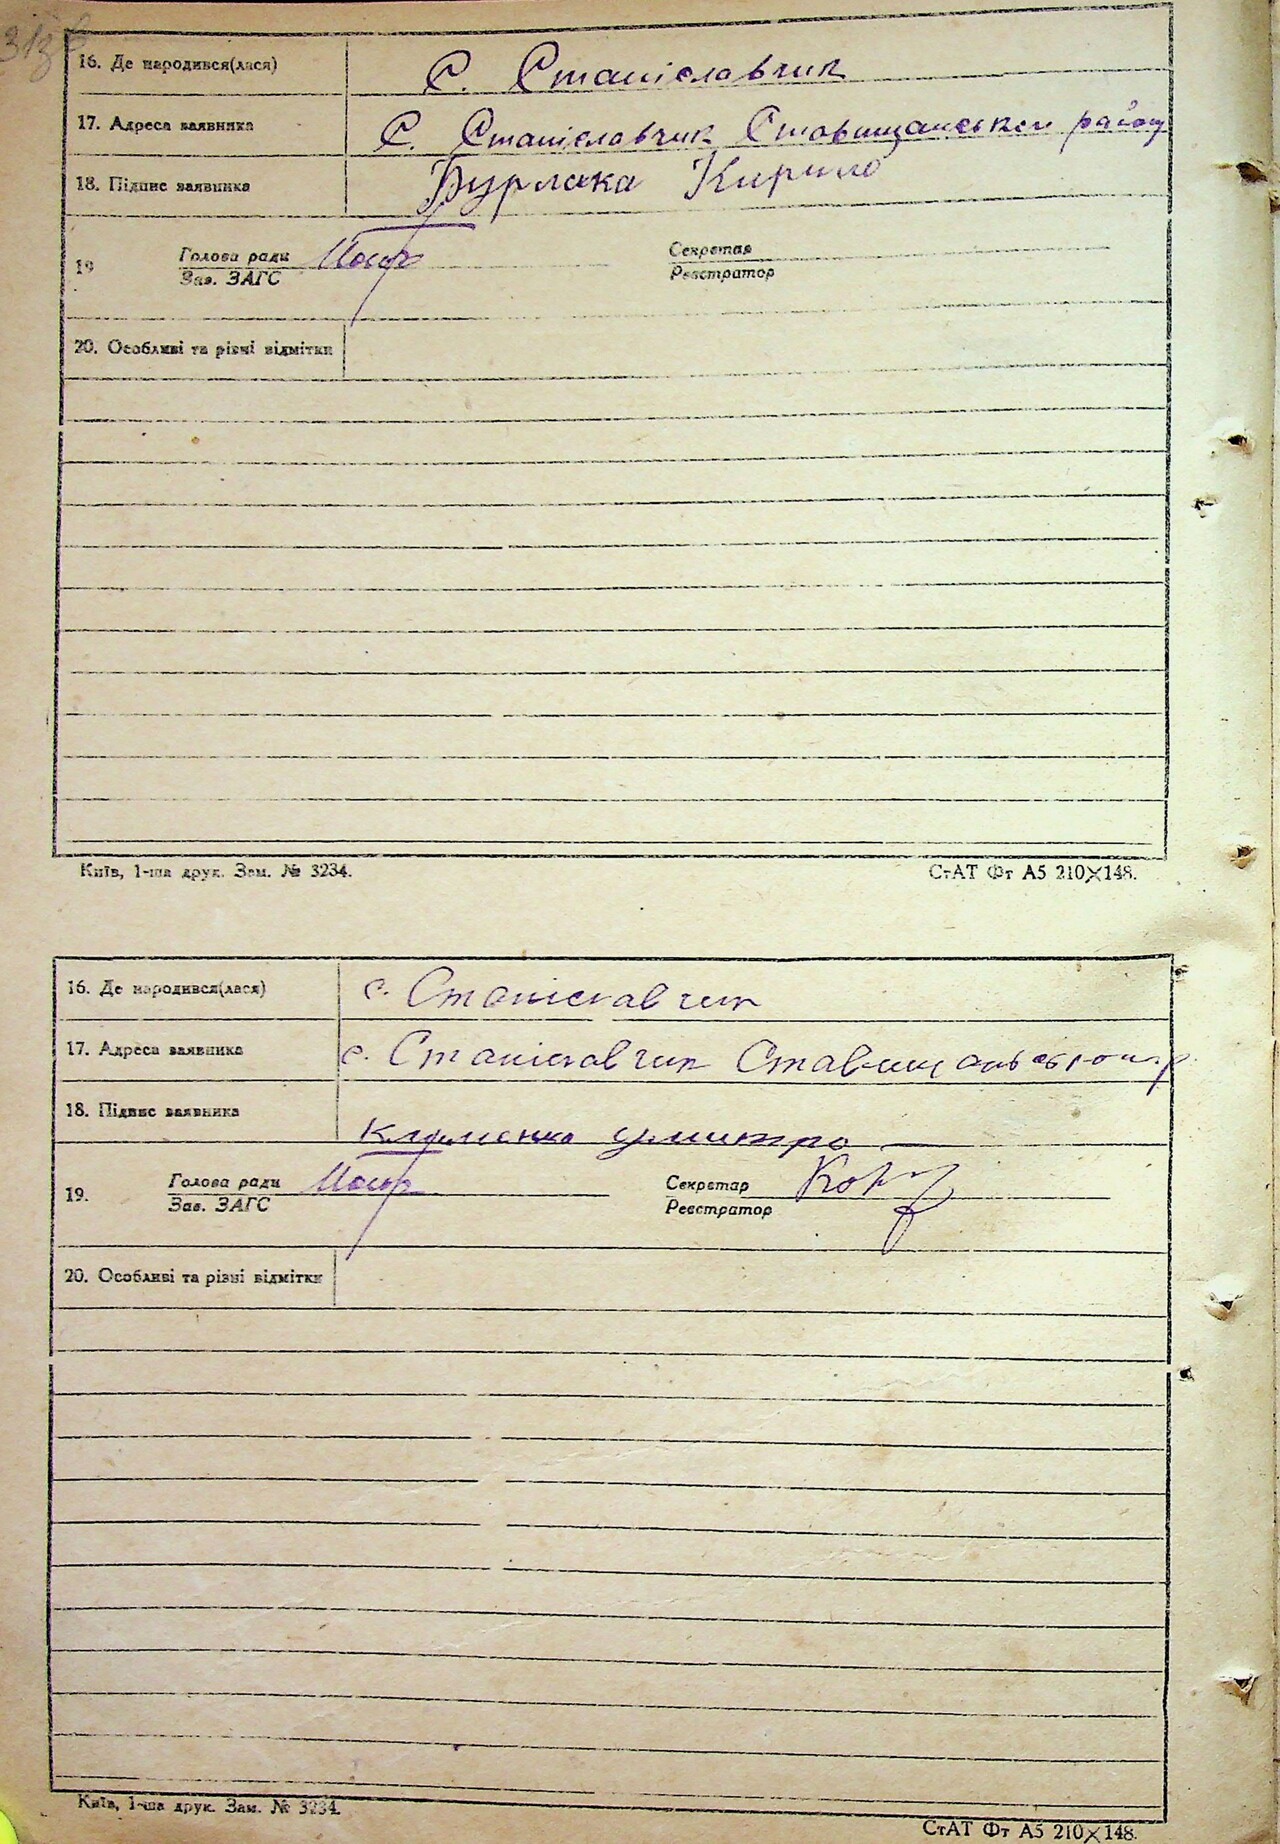 16. Де народився(лася) С. Станіславчик
17. Адреса заявника С. Станіславчик Ставищанськог району
18. Підпис заявника Бурлака Кирило
19 Голова ради Секретар
Зав. ЗАГС Реєстратор
20. Особливі та різні відмітки
Київ, 1-ша друк. Зам. № 3234. СтАТ Фт А5 210×148.
16. Де народився(лася) с. Станіславчик
17. Адреса заявника с. Станіславчик
18. Підпис заявника Клименко
19. Голова ради Секретар
Зав. ЗАГС Реєстратор
20. Особливі та різні відмітки
Київ, 1-ша друк. Зам. № 3234. СтАТ Фт А5 210×148.